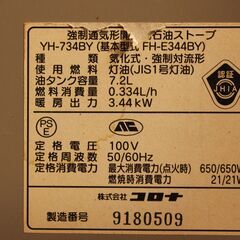 強制通気形開 石油ストーブ
YH-734BY (基本型式 FH-E344BY)
種類 気化式・強制対流形
使用燃料 灯油(JIS1号灯油)
油タンク容量 7.2L
燃料消費量 0.334L/h
暖房出力 3.44kW
認証
JHIA
PS
E
定格電圧 100V
定格周波数 50/60Hz
定格消費電力 最大消費電力(点火時) 650/650W
燃焼時消費電力 21/21W
株式会社 コロナ
製造番号 9180509